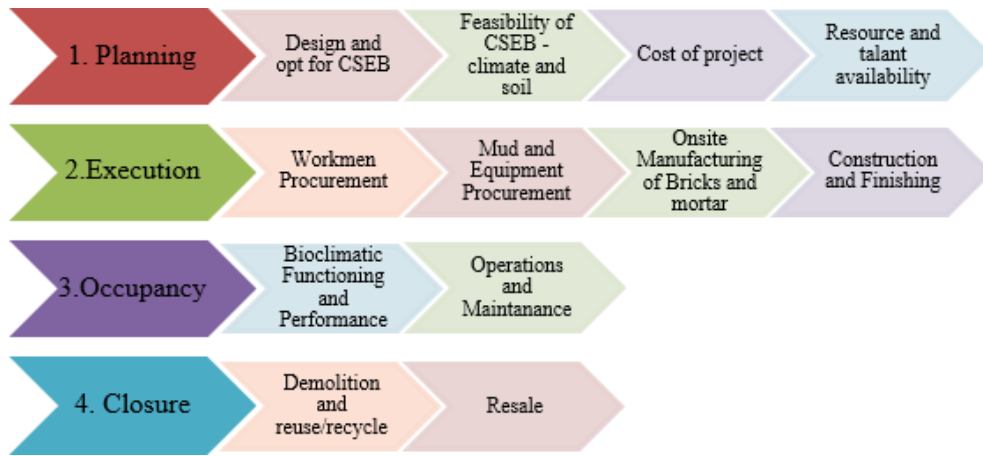 1. Planning
Design and
opt for CSEB
Feasibility of
CSEB -
climate and
soil
Cost of project
Resource and
talant
availability
2.Execution
Workmen
Procurement
Mud and
Equipment
Procurement
Onsite
Manufacturing
of Bricks and
mortar
Construction
and Finishing
3.Occupancy
Bioclimatic
Functioning
and
Performance
Operations
and
Maintanance
4. Closure
Demolition
and
reuse/recycle
Resale